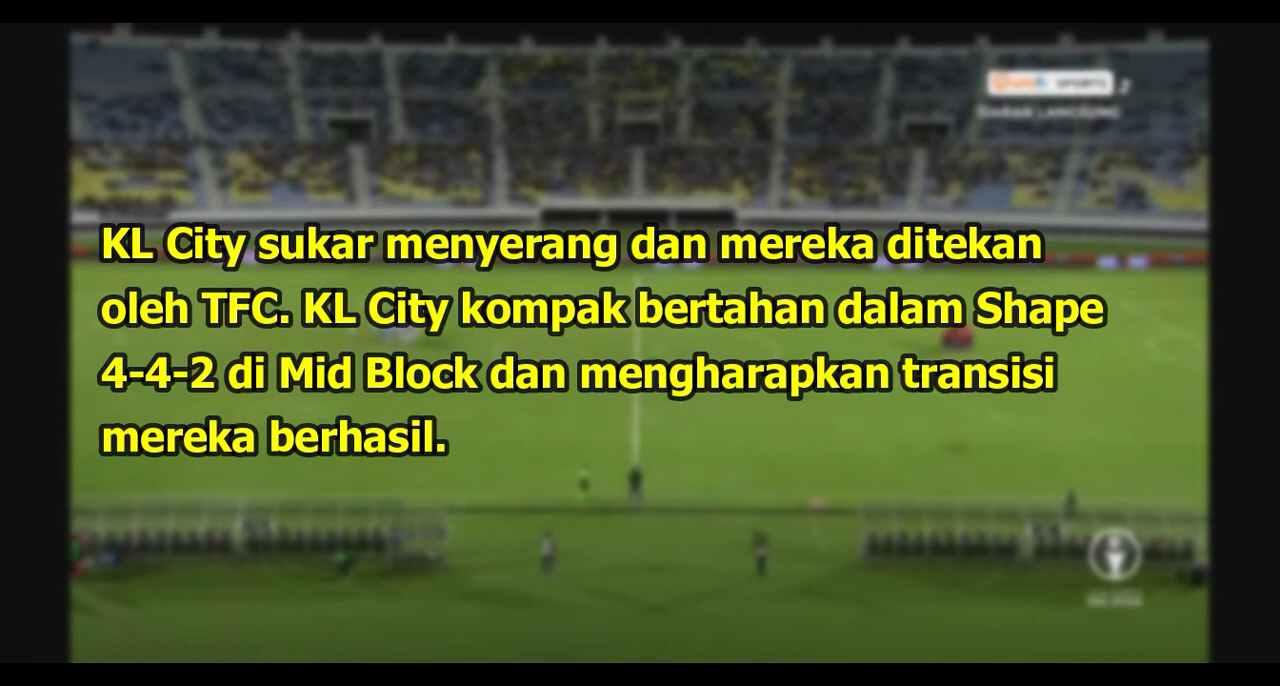 KL City sukar menyerang dan mereka ditekan
oleh TFC. KL City kompak bertahan dalam Shape
4-4-2 di Mid Block dan mengharapkan transisi
mereka berhasil.